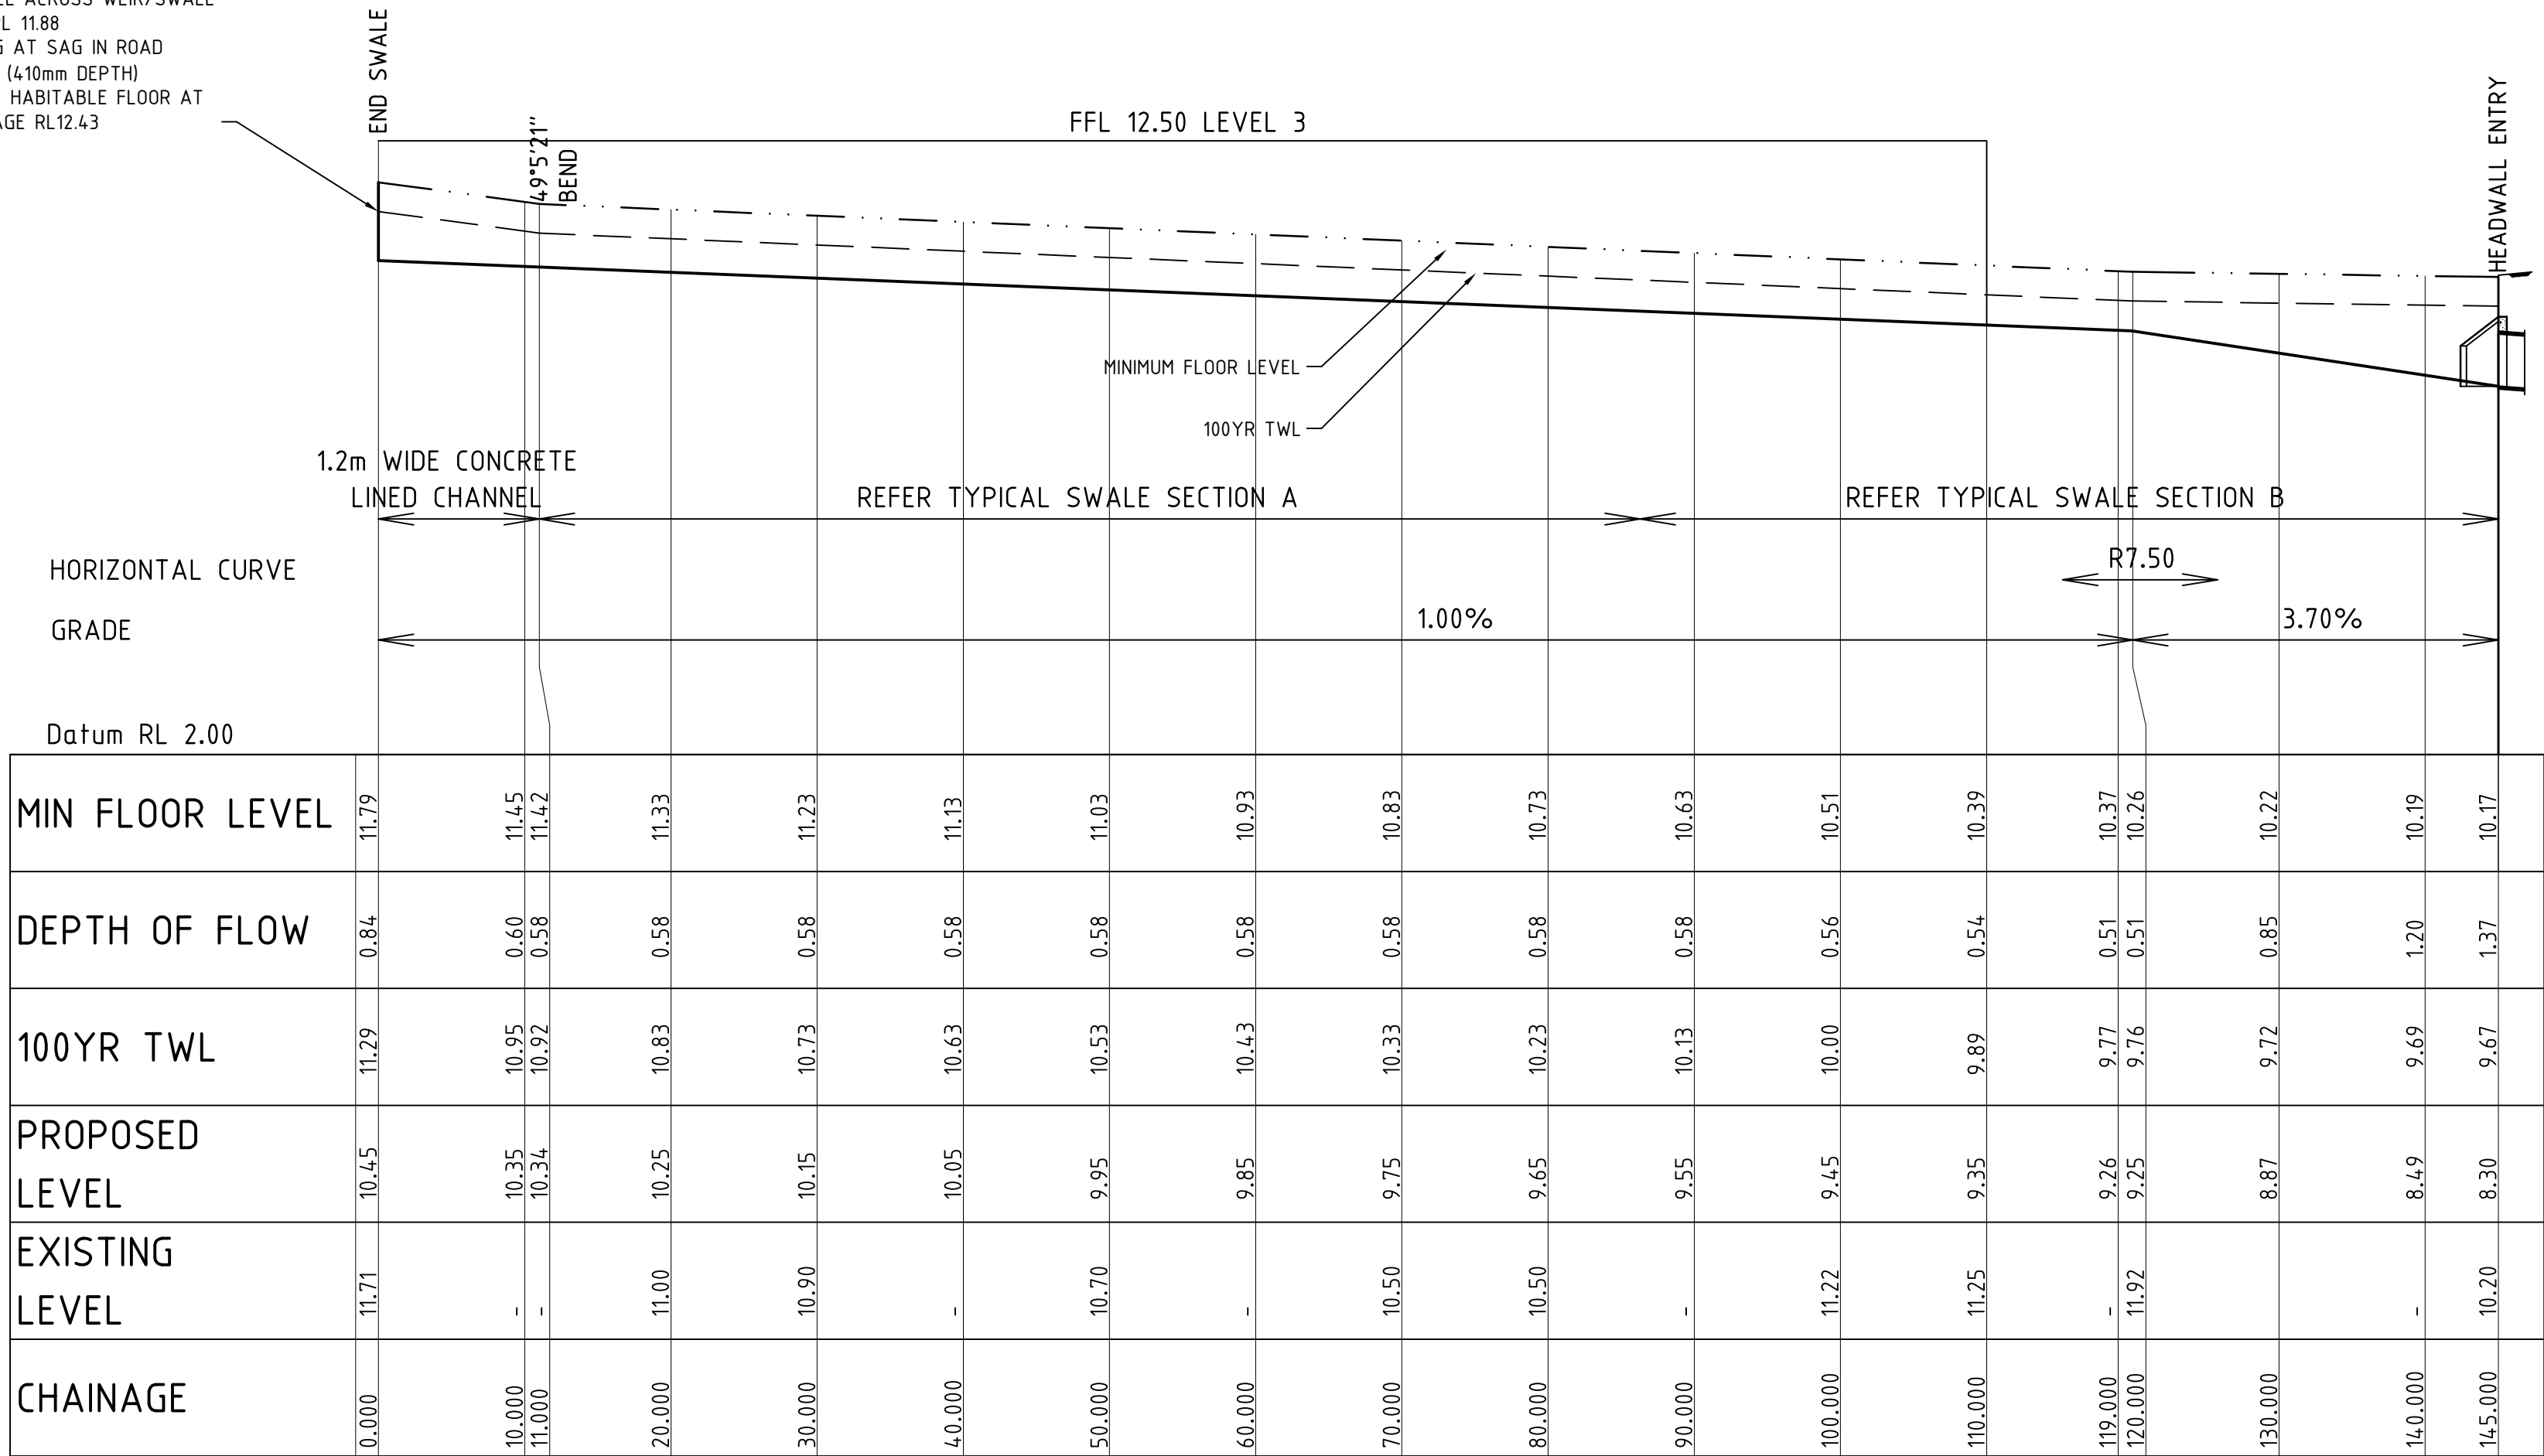 RL 11.88
AT SAG IN ROAD
(410mm DEPTH)
HABITABLE FLOOR AT
RL12.43
END SWALE
49°5'21"
BEND
FFL 12.50 LEVEL 3
HEADWALL ENTRY
MINIMUM FLOOR LEVEL
100YR TWL
1.2m WIDE CONCRETE
LINED CHANNEL
REFER TYPICAL SWALE SECTION A
REFER TYPICAL SWALE SECTION B
HORIZONTAL CURVE
R7.50
GRADE
1.00%
3.70%
Datum RL 2.00
MIN FLOOR LEVEL 11.79 11.45 11.42 11.33 11.23 11.13 11.03 10.93 10.83 10.73 10.63 10.51 10.39 10.37 10.26 10.22 10.19 10.17
DEPTH OF FLOW 0.84 0.60 0.58 0.58 0.58 0.58 0.58 0.58 0.58 0.58 0.58 0.56 0.54 0.51 0.51 0.85 1.20 1.37
100YR TWL 11.29 10.95 10.92 10.83 10.73 10.63 10.53 10.43 10.33 10.23 10.13 10.00 9.89 9.77 9.76 9.72 9.69 9.67
PROPOSED
LEVEL 10.45 10.35 10.34 10.25 10.15 10.05 9.95 9.85 9.75 9.65 9.55 9.45 9.35 9.26 9.25 8.87 8.49 8.30
EXISTING
LEVEL 11.71 - - 11.00 10.90 - 10.70 - 10.50 10.50 - 11.22 11.25 - 11.92 - 10.20
CHAINAGE 0.000 10.000 11.000 20.000 30.000 40.000 50.000 60.000 70.000 80.000 90.000 100.000 110.000 119.000 120.000 130.000 140.000 145.000